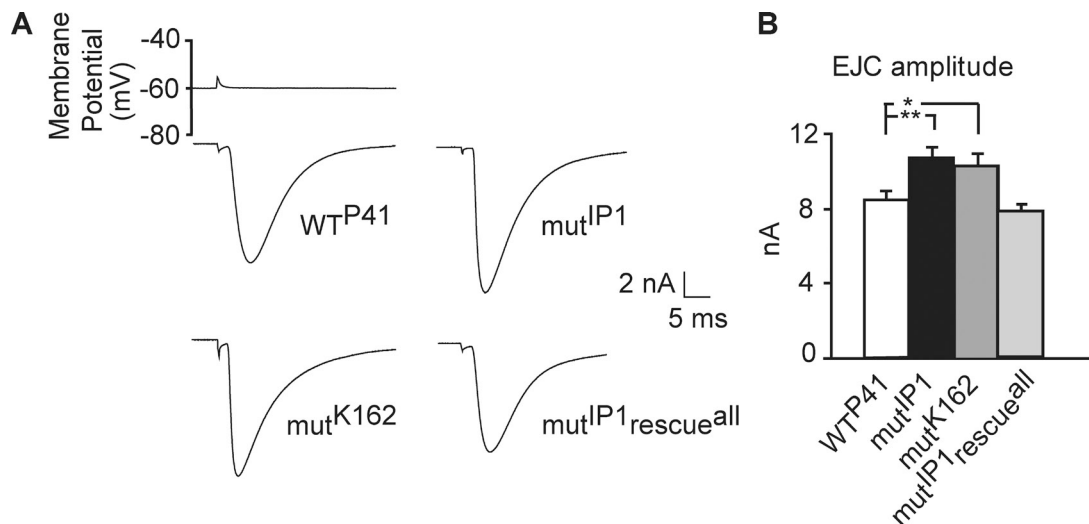 A
Membrane
Potential
(mV)
-40
-60
-80
WTP41
mutIP1
2 nA
5 ms
mutK162
mutIP1rescueall
B
EJC amplitude
*
**
12
8
4
0
nA
WTP41
mutIP1
mutK162
mutIP1rescueall